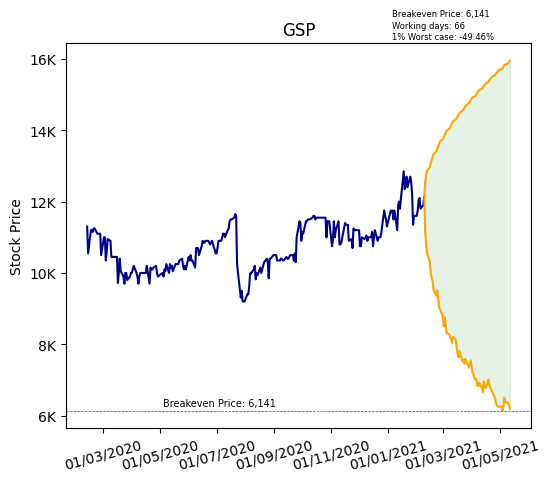 Breakeven Price: 6,141
Working days: 66
1% Worst case: -49.46%
GSP
Stock Price
16K
14K
12K
10K
8K
6K
Breakeven Price: 6,141
01/03/2020
01/05/2020
01/07/2020
01/09/2020
01/11/2020
01/01/2021
01/03/2021
01/05/2021